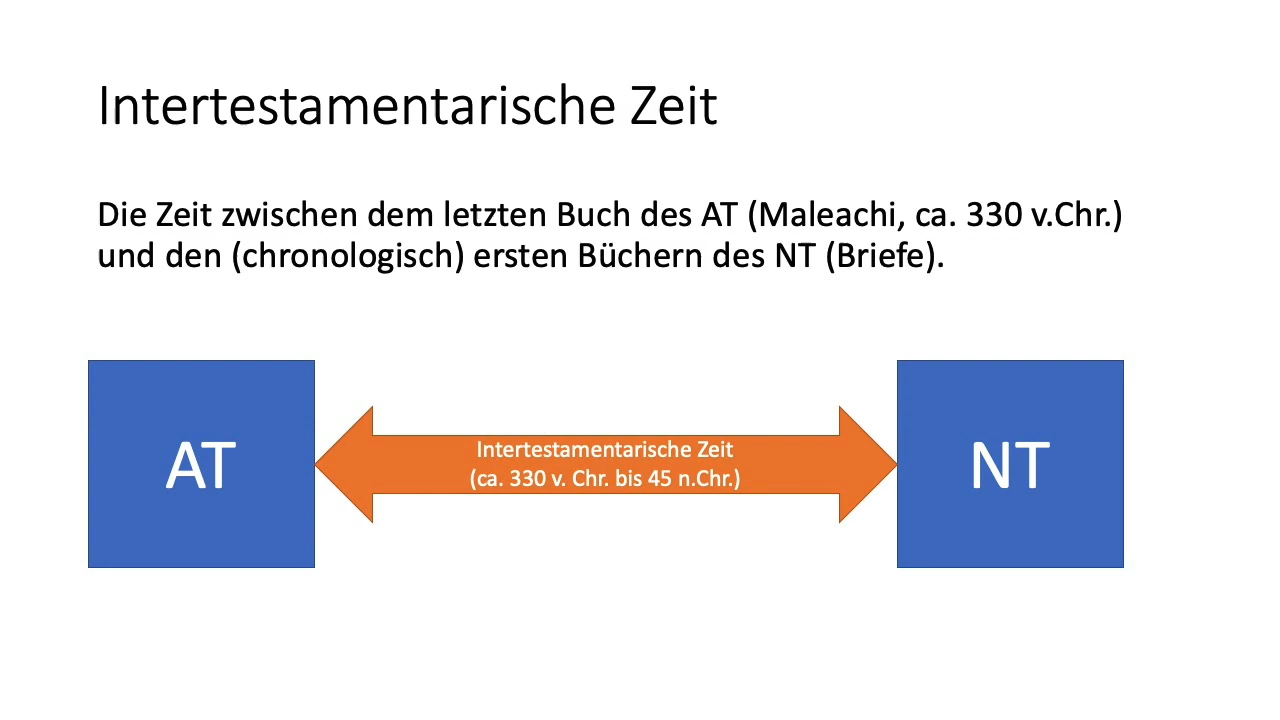 Intertestamentarische Zeit
Die Zeit zwischen dem letzten Buch des AT (Maleachi, ca. 330 v.Chr.)
und den (chronologisch) ersten Büchern des NT (Briefe).
AT
Intertestamentarische Zeit
(ca. 330 v. Chr. bis 45 n.Chr.)
NT